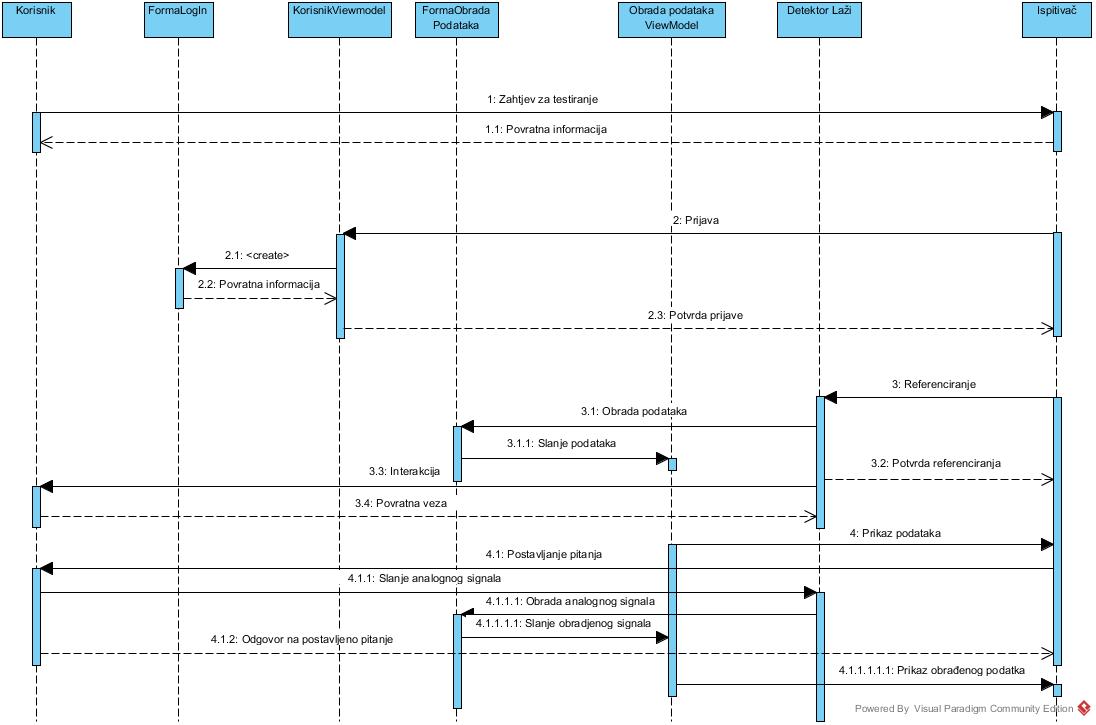 Korisnik
FormaLogIn
KorisnikViewmodel
FormaObrada
Podataka
Obrada podataka
ViewModel
Detektor Laži
Ispitivač
1: Zahtjev za testiranje
1.1: Povratna informacija
2: Prijava
2.1: <create>
2.2: Povratna informacija
2.3: Potvrda prijave
3: Referenciranje
3.1: Obrada podataka
3.1.1: Slanje podataka
3.2: Potvrda referenciranja
3.3: Interakcija
3.4: Povratna veza
4: Prikaz podataka
4.1: Postavljanje pitanja
4.1.1: Slanje analognog signala
4.1.1.1: Obrada analognog signala
4.1.1.1.1: Slanje obradjenog signala
4.1.2: Odgovor na postavljeno pitanje
4.1.1.1.1.1: Prikaz obrađenog podatka
Powered By Visual Paradigm Community Edition